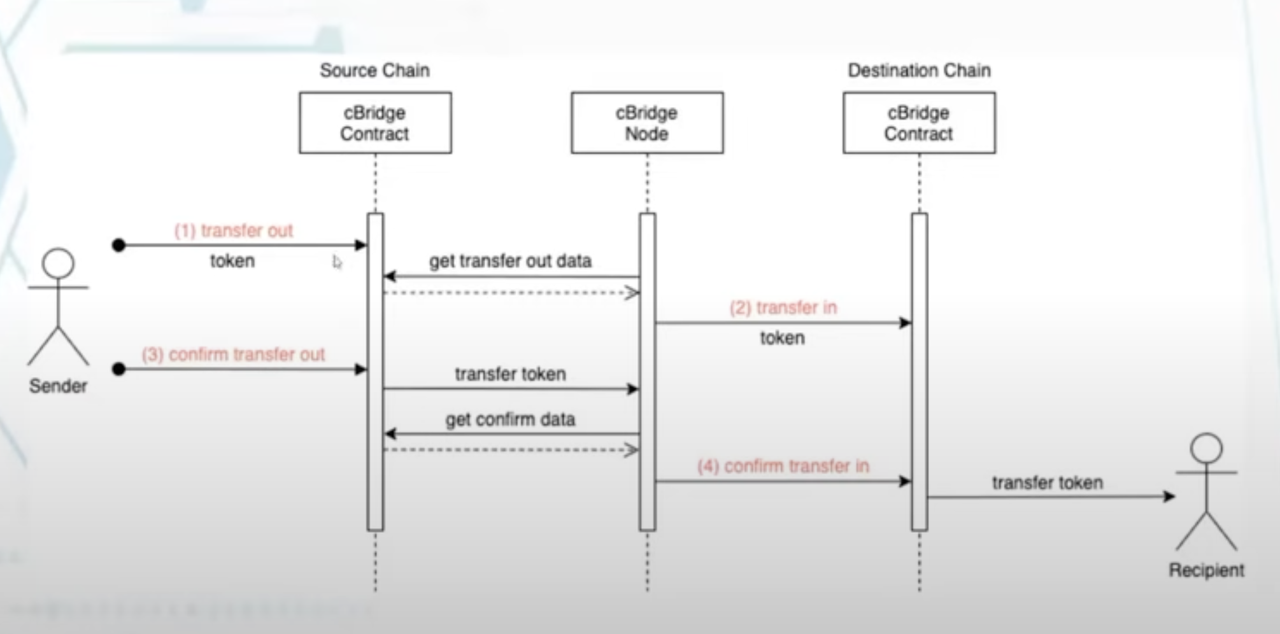 Source Chain
Destination Chain
cBridge
Contract
cBridge
Node
cBridge
Contract
(1) transfer out
token
get transfer out data
(2) transfer in
token
(3) confirm transfer out
Sender
transfer token
get confirm data
(4) confirm transfer in
transfer token
Recipient